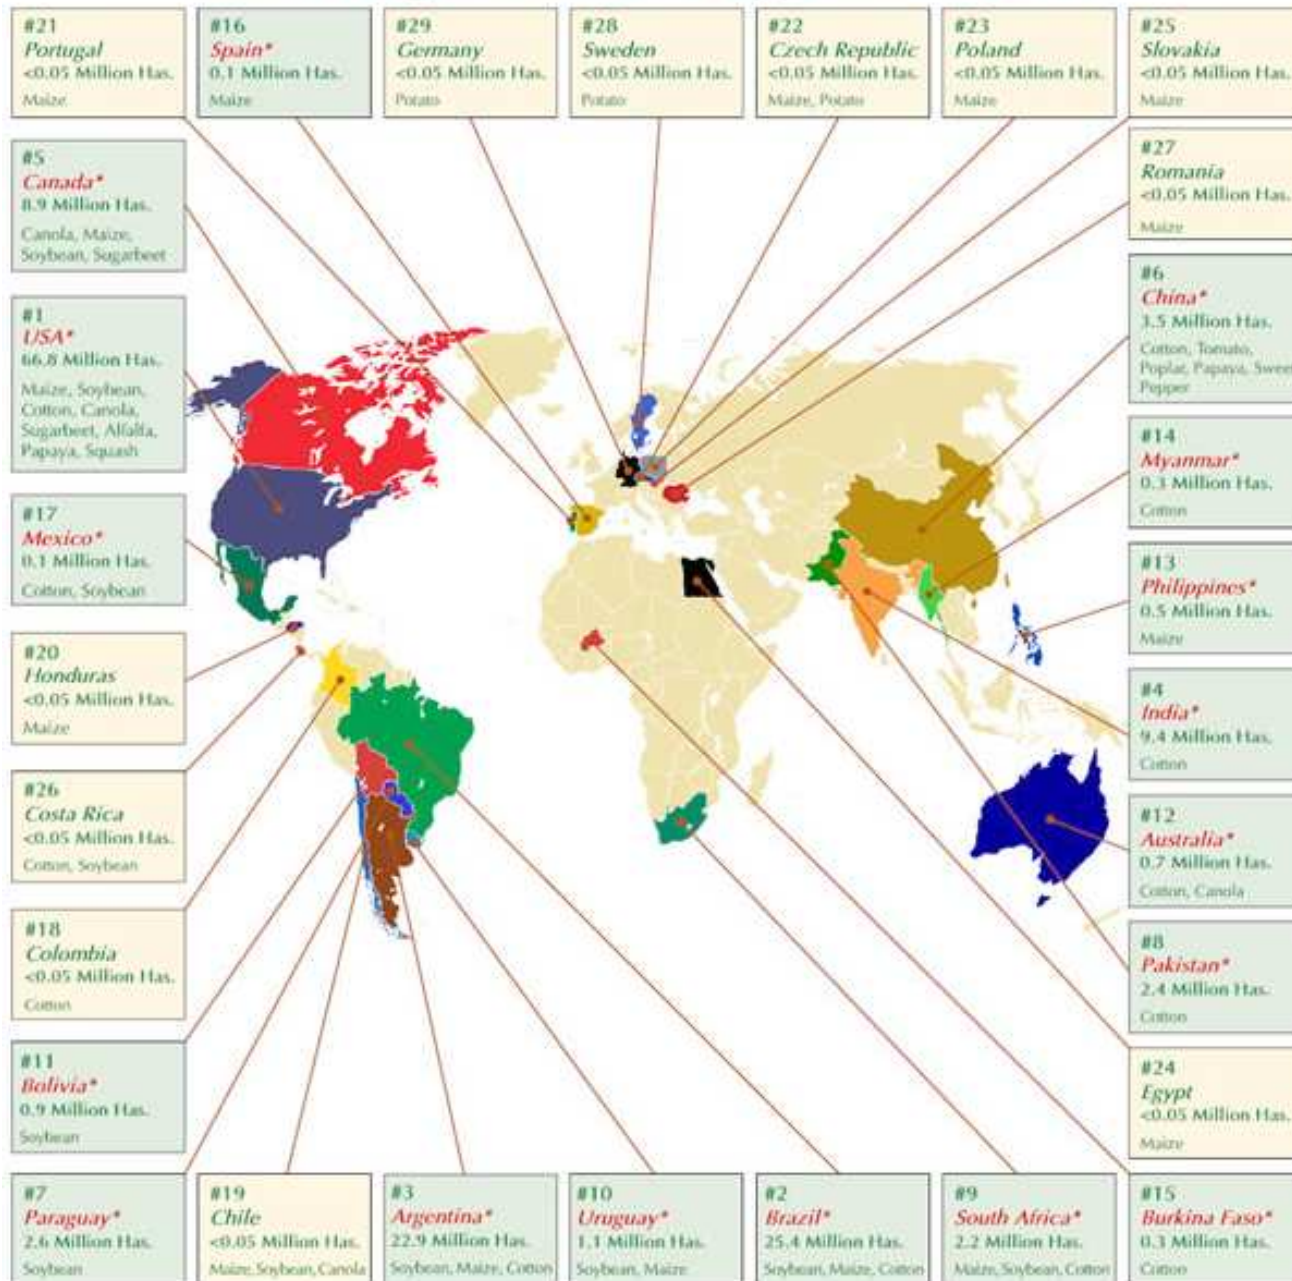 #21
Portugal
<0.05 Million Has.
Maize
#16
Spain*
0.1 Million Has.
Maize
#29
Germany
<0.05 Million Has.
Potato
#28
Sweden
<0.05 Million Has.
Potato
#22
Czech Republic
<0.05 Million Has.
Maize, Potato
#23
Poland
<0.05 Million Has.
Maize
#25
Slovakia
<0.05 Million Has.
Maize
#5
Canada*
8.9 Million Has.
Canola, Maize,
Soybean, Sugarbeet
#27
Romania
<0.05 Million Has.
Maize
#1
USA*
66.8 Million Has.
Maize, Soybean,
Cotton, Canola,
Sugarbeet, Alfalfa,
Papaya, Squash
#6
China*
3.5 Million Has.
Cotton, Tomato,
Poplar, Papaya, Sweet
Pepper
#14
Myanmar*
0.3 Million Has.
Cotton
#17
Mexico*
0.1 Million Has.
Cotton, Soybean
#13
Philippines*
0.5 Million Has.
Maize
#20
Honduras
<0.05 Million Has.
Maize
#4
India*
9.4 Million Has.
Cotton
#26
Costa Rica
<0.05 Million Has.
Cotton, Soybean
#12
Australia*
0.7 Million Has.
Cotton, Canola
#18
Colombia
<0.05 Million Has.
Cotton
#8
Pakistan*
2.4 Million Has.
Cotton
#11
Bolivia*
0.9 Million Has.
Soybean
#24
Egypt
<0.05 Million Has.
Maize
#7
Paraguay*
2.6 Million Has.
Soybean
#19
Chile
<0.05 Million Has.
Maize, Soybean, Canola
#3
Argentina*
22.9 Million Has.
Soybean, Maize, Cotton
#10
Uruguay*
1.1 Million Has.
Soybean, Maize
#2
Brazil*
25.4 Million Has.
Soybean, Maize, Cotton
#9
South Africa*
2.2 Million Has.
Maize, Soybean, Cotton
#15
Burkina Faso*
0.3 Million Has.
Cotton